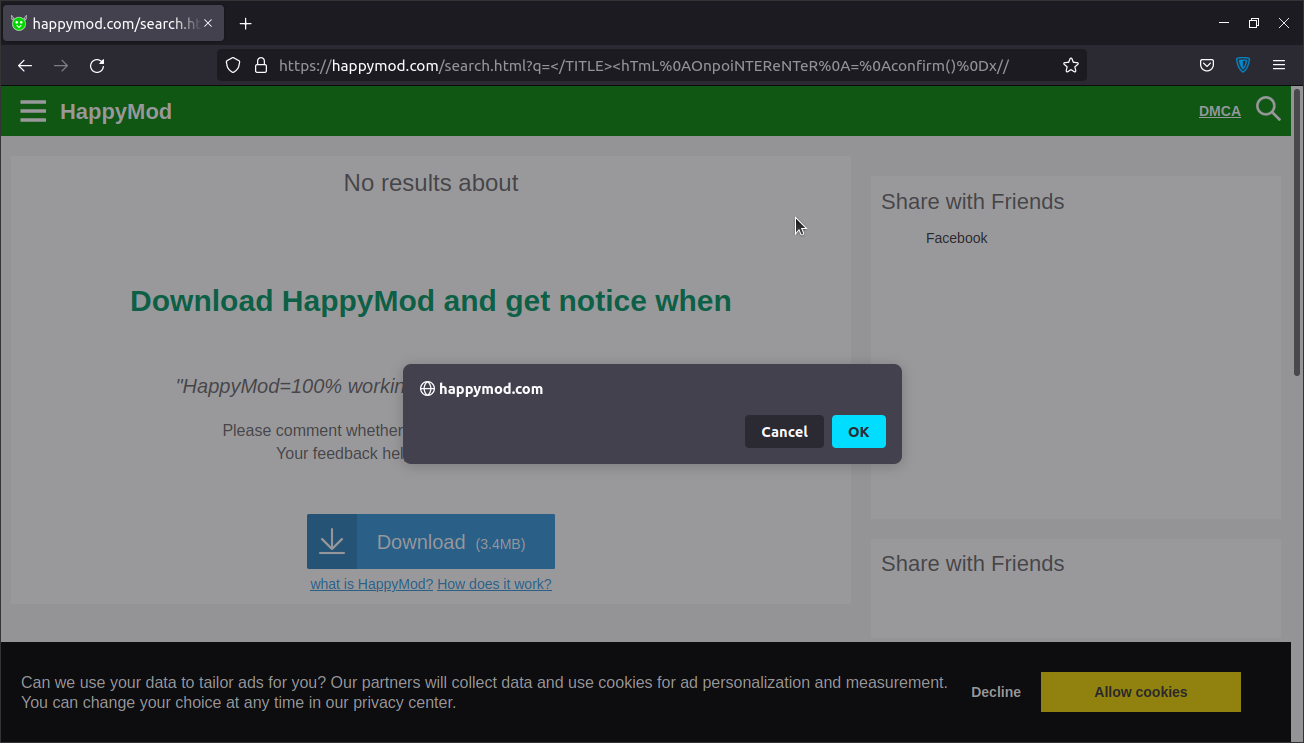 happymod.com/search.ht
https://happymod.com/search.html?q=</TITLE><hTmL%0AOnpoiNTEReNTeR%0A=%0Aconfirm()%0Dx//
HappyMod
DMCA
No results about
Share with Friends
Facebook
Download HappyMod and get notice when
"HappyMod=100% workin
Please comment whether
Your feedback hel
happymod.com
Cancel
OK
Download (3.4MB)
what is HappyMod? How does it work?
Share with Friends
Can we use your data to tailor ads for you? Our partners will collect data and use cookies for ad personalization and measurement.
You can change your choice at any time in our privacy center.
Decline
Allow cookies